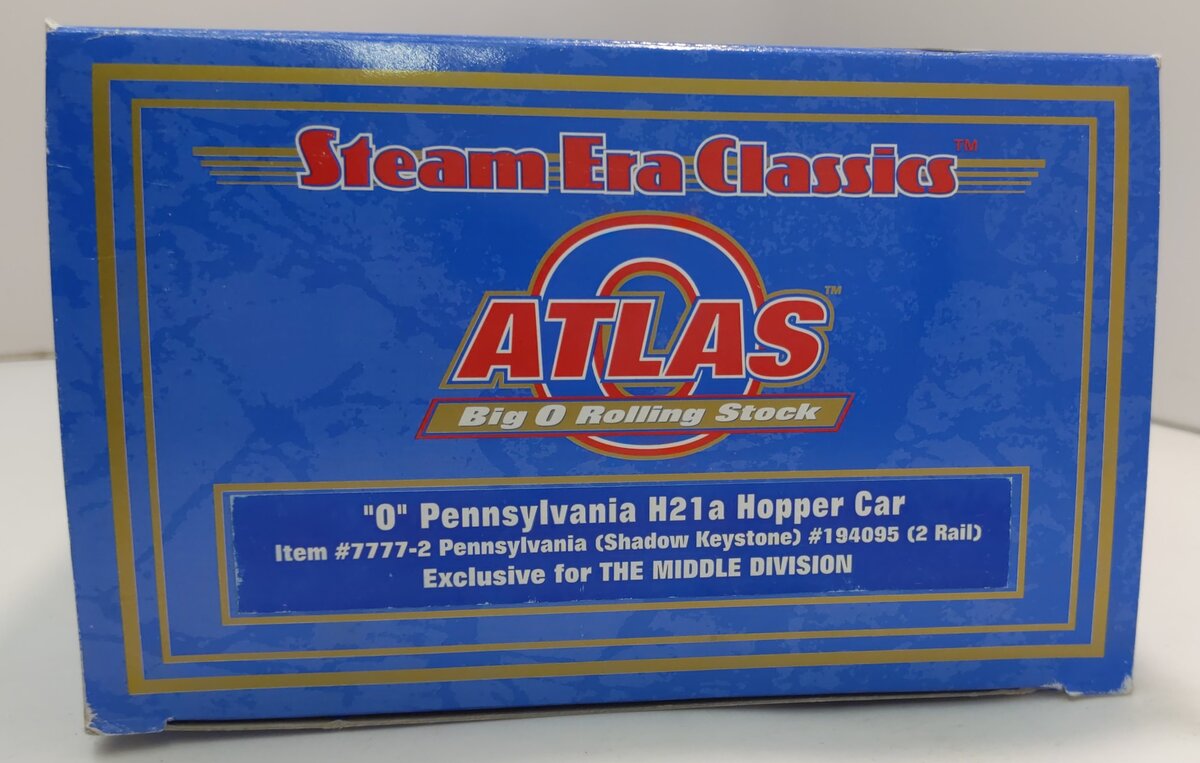 Steam Era Classics™
ATLAS™
O
Big O Rolling Stock
"O" Pennsylvania H21a Hopper Car
Item #7777-2 Pennsylvania (Shadow Keystone) #194095 (2 Rail)
Exclusive for THE MIDDLE DIVISION